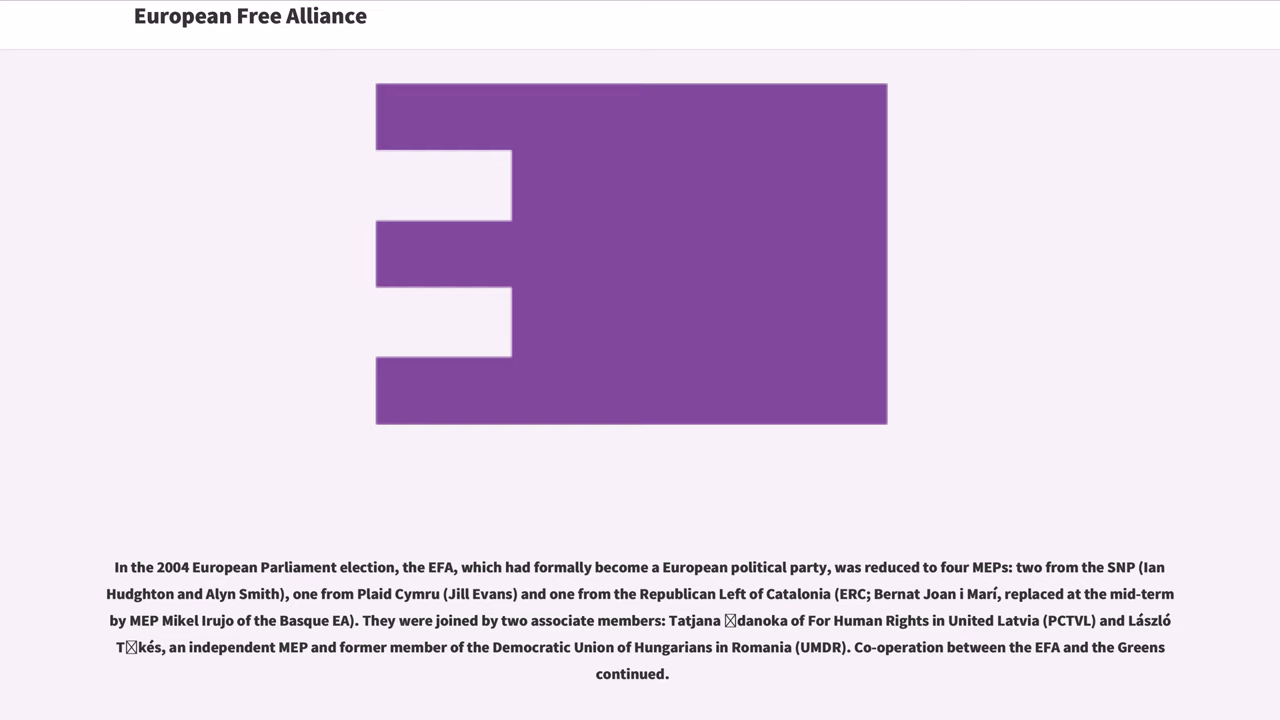 European Free Alliance
In the 2004 European Parliament election, the EFA, which had formally become a European political party, was reduced to four MEPs: two from the SNP (Ian
Hudghton and Alyn Smith), one from Plaid Cymru (Jill Evans) and one from the Republican Left of Catalonia (ERC; Bernat Joan i Marí, replaced at the mid-term
by MEP Mikel Irujo of the Basque EA). They were joined by two associate members: Tatjana □danoka of For Human Rights in United Latvia (PCTVL) and László
T□kés, an independent MEP and former member of the Democratic Union of Hungarians in Romania (UMDR). Co-operation between the EFA and the Greens
continued.